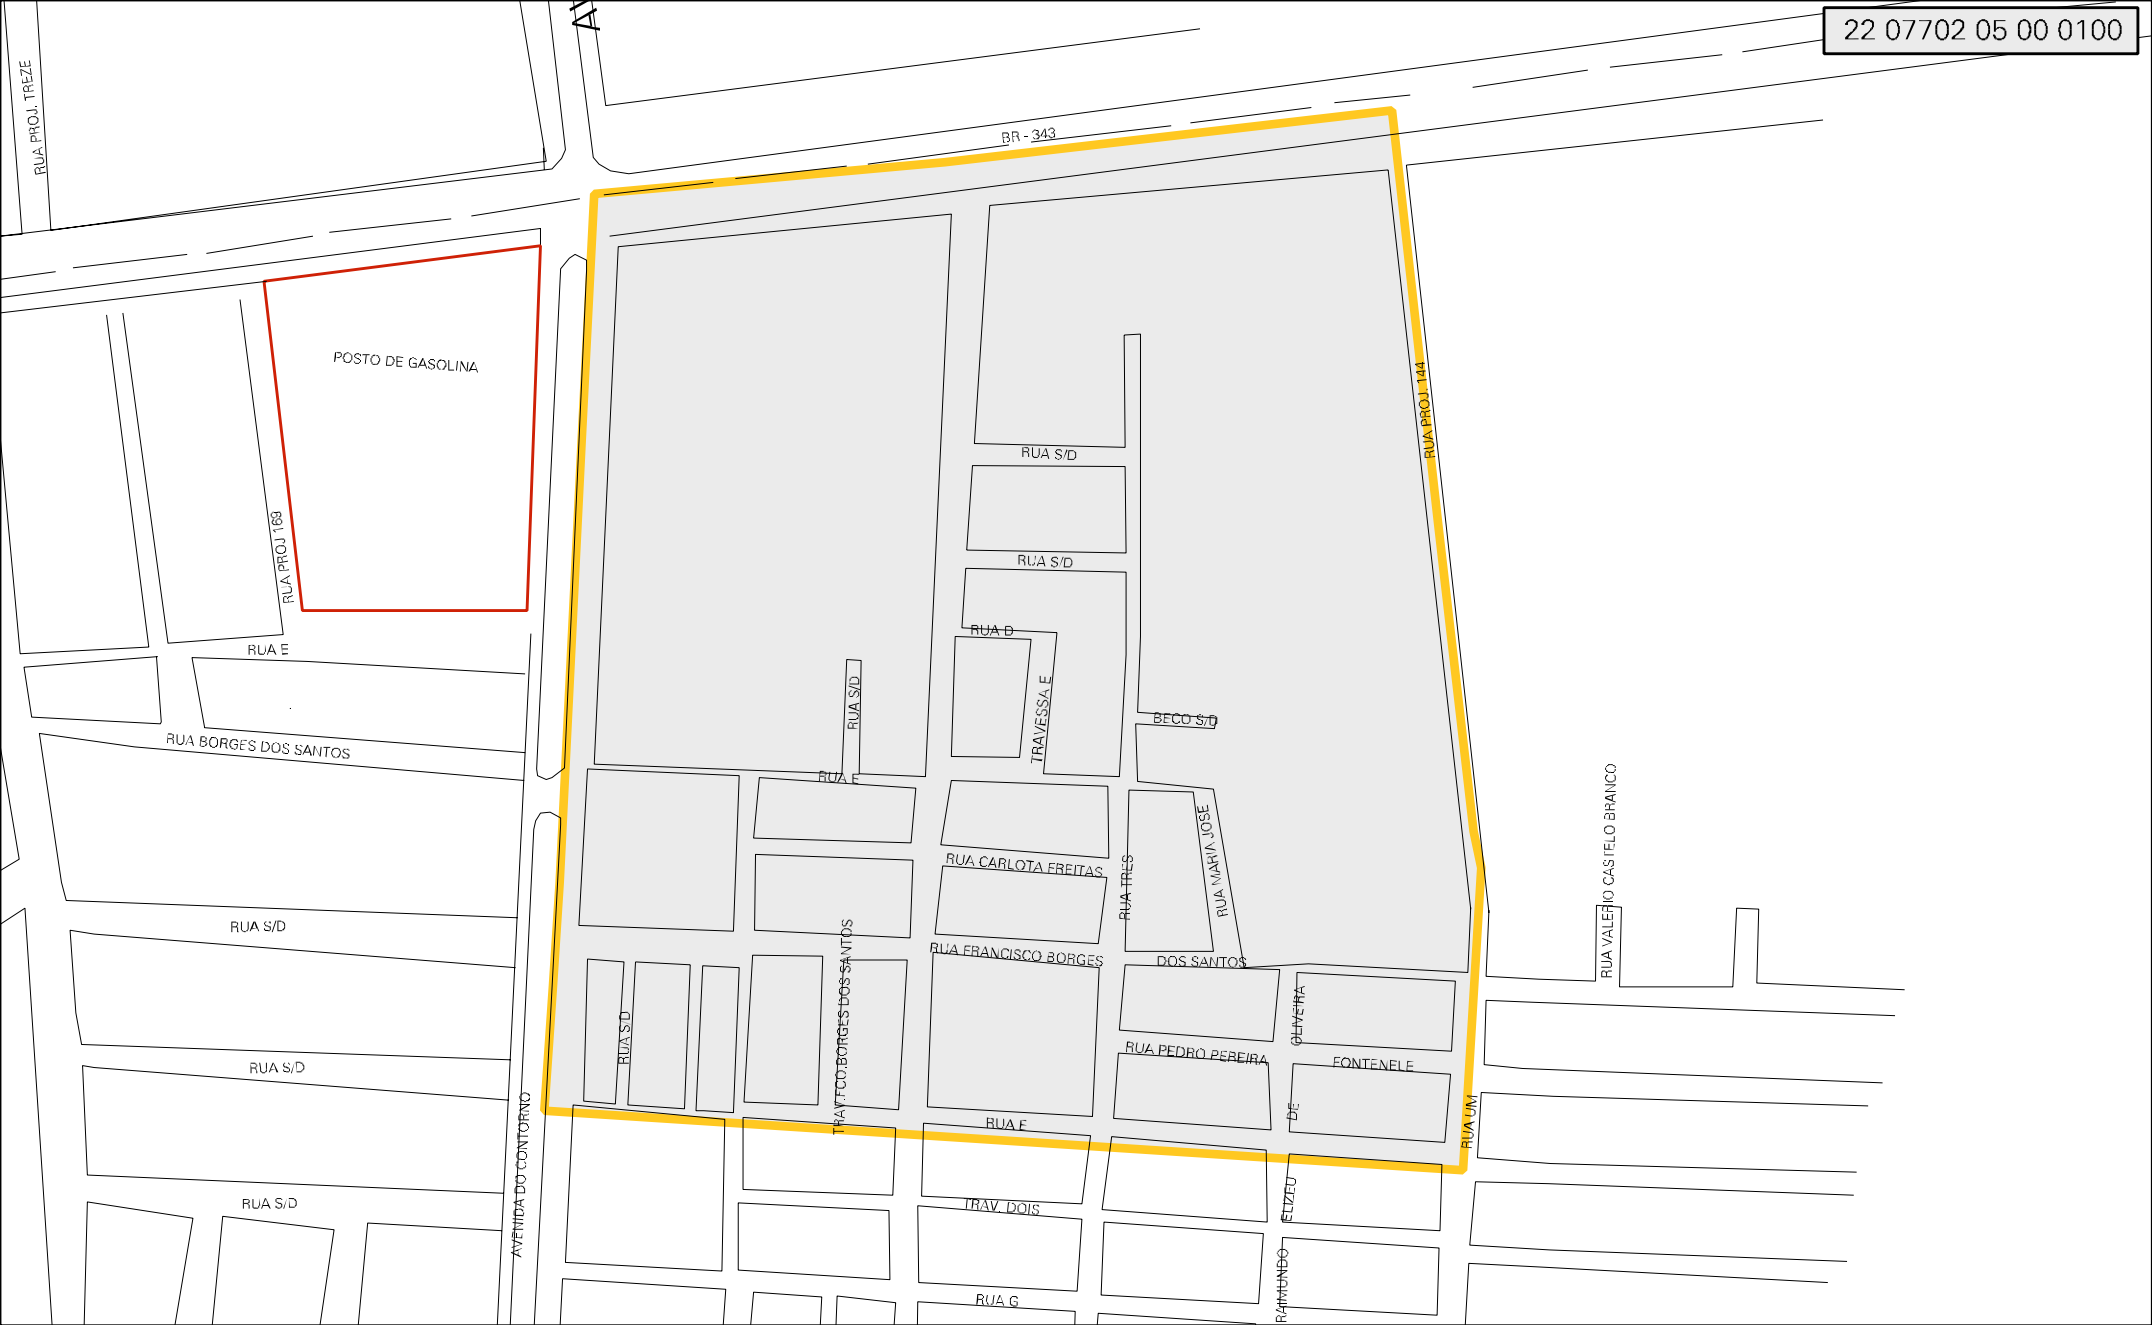 22 07702 05 00 0100
RUA PROJ. TREZE
BR - 343
POSTO DE GASOLINA
RUA PROJ. 144
RUA S/D
RUA PROJ 169
RUA S/D
RUA D
RUA E
RUA S/D
TRAVESSA E
BECO S/D
RUA BORGES DOS SANTOS
RUA E
RUA VALERIO CASTELO BRANCO
RUA MARIA JOSE
RUA CARLOTA FREITAS
RUA TRES
RUA S/D
TRAV.FCO.BORGES DOS SANTOS
RUA FRANCISCO BORGES
DOS SANTOS
OLIVEIRA
RUA S/D
RUA PEDRO PEREIRA
FONTENELE
RUA S/D
DE
RUA UM
RUA E
AVENIDA DO CONTORNO
RUA S/D
ELIZEU
TRAV. DOIS
RAIMUNDO
RUA G